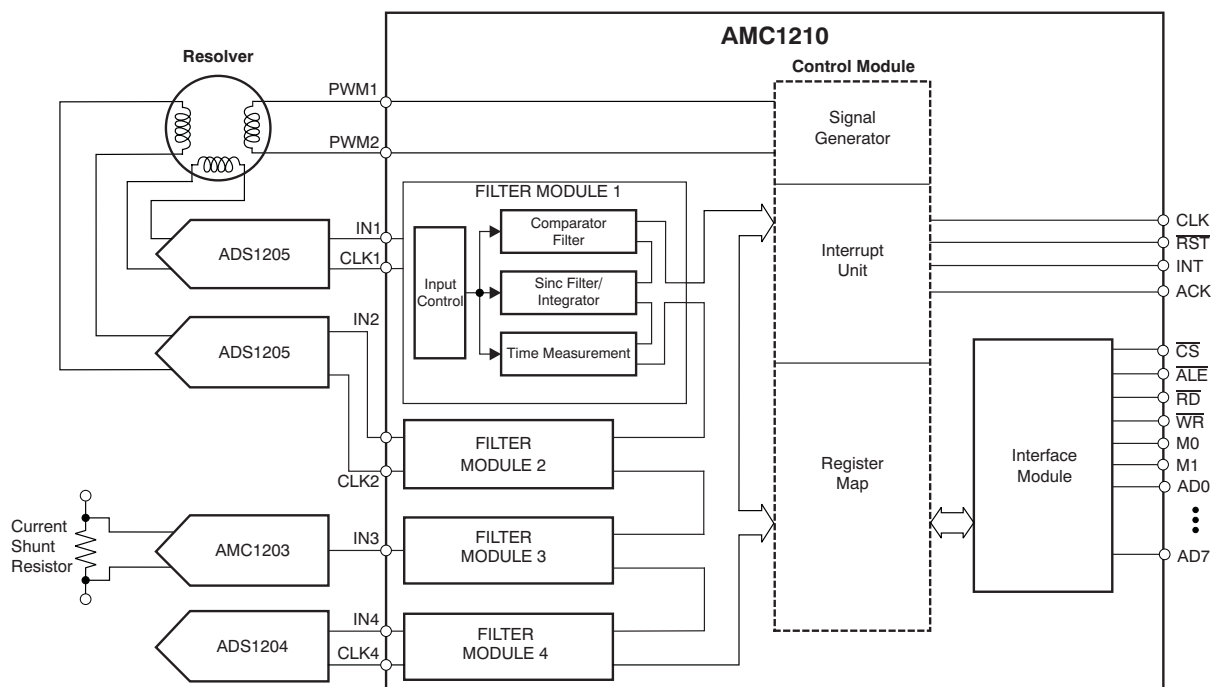 AMC1210
Resolver
Control Module
PWM1
PWM2
Signal
Generator
FILTER MODULE 1
IN1
CLK1
ADS1205
Input
Control
Comparator
Filter
Sinc Filter/
Integrator
Time Measurement
Interrupt
Unit
CLK
RST
INT
ACK
IN2
ADS1205
CLK2
FILTER
MODULE 2
Register
Map
Interface
Module
CS
ALE
RD
WR
M0
M1
AD0
AD7
Current
Shunt
Resistor
AMC1203
IN3
FILTER
MODULE 3
ADS1204
IN4
CLK4
FILTER
MODULE 4